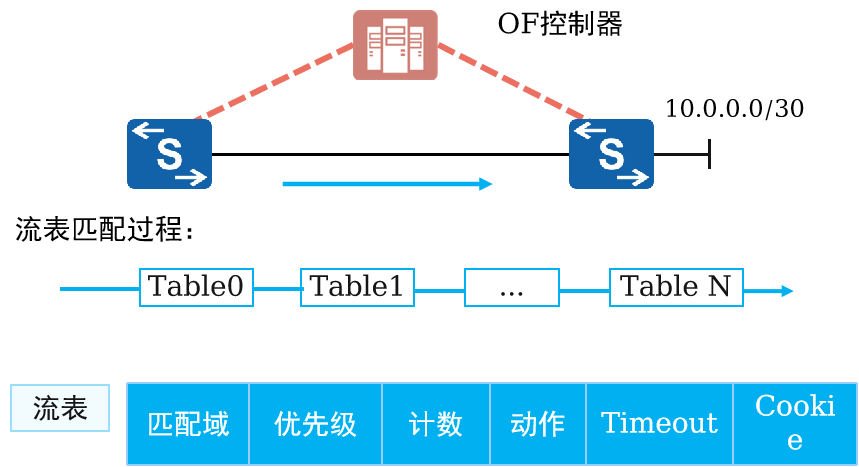 OF控制器
S
S
10.0.0.0/30
流表匹配过程：
Table0
Table1
...
Table N
流表
匹配域
优先级
计数
动作
Timeout
Cooki
e